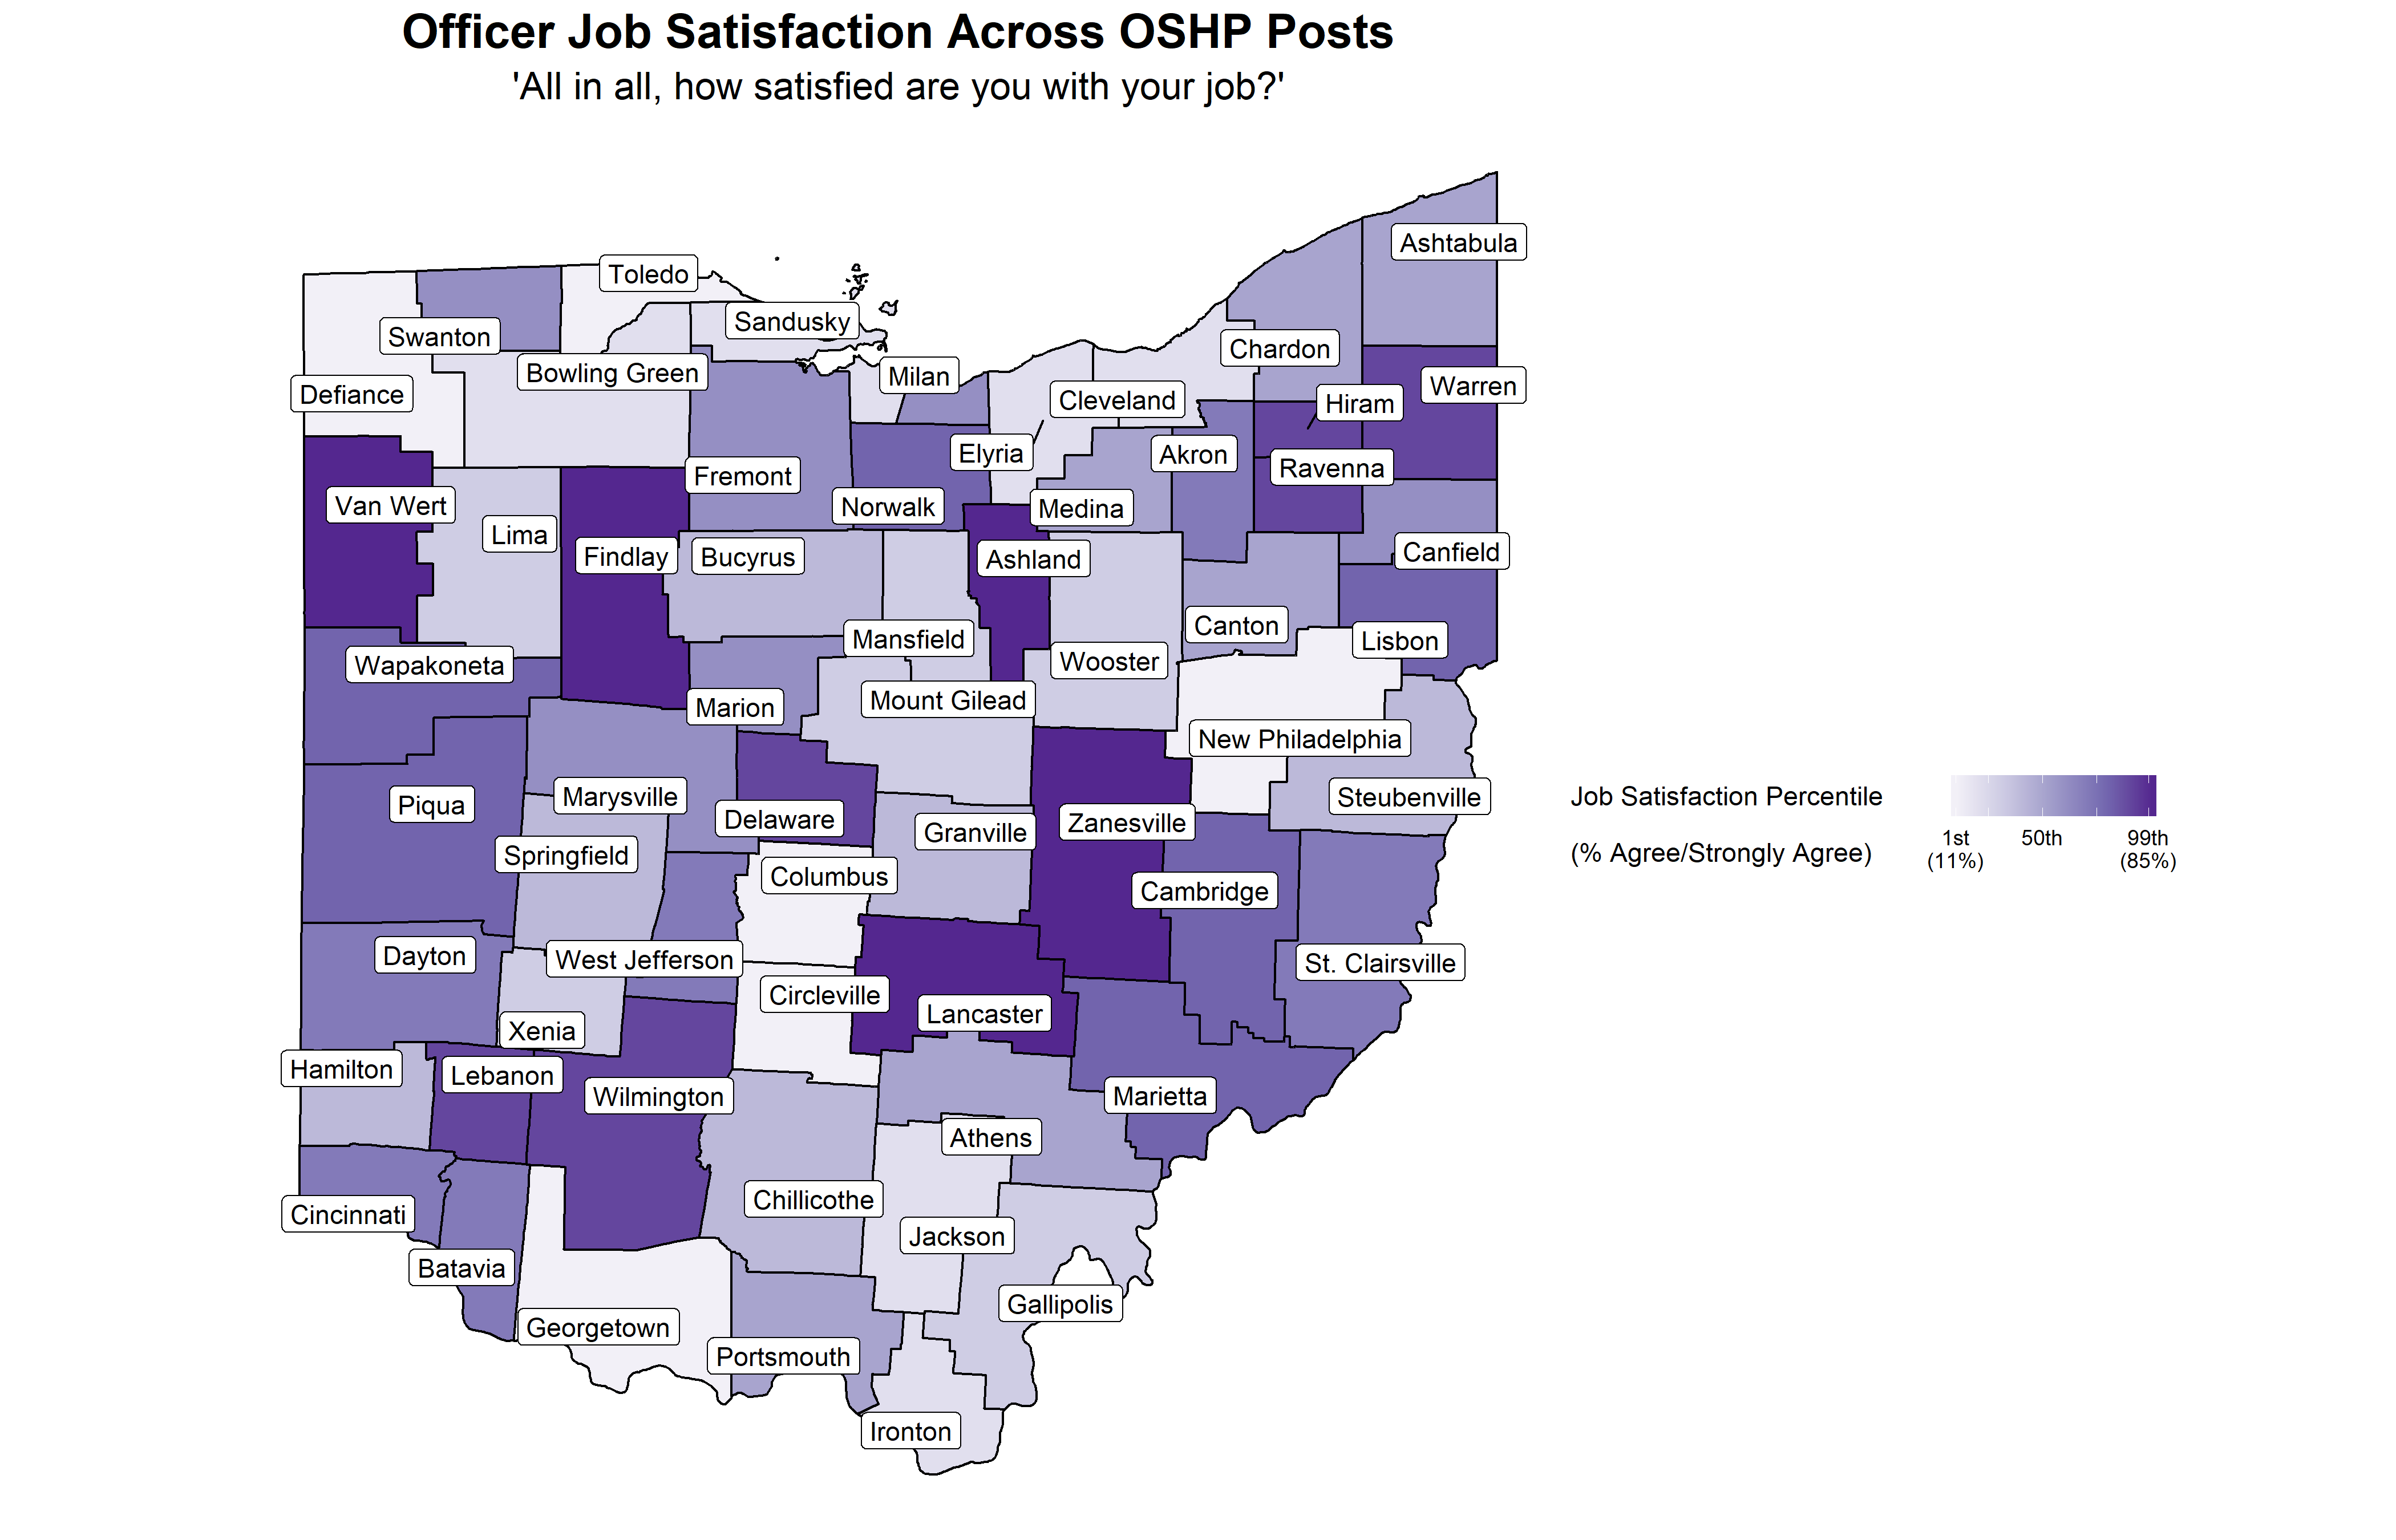 Officer Job Satisfaction Across OSHP Posts
'All in all, how satisfied are you with your job?'
Ashtabula
Toledo
Sandusky
Swanton
Chardon
Bowling Green
Milan
Warren
Defiance
Cleveland
Hiram
Elyria
Akron
Ravenna
Fremont
Van Wert
Norwalk
Medina
Lima
Findlay
Bucyrus
Ashland
Canfield
Canton
Mansfield
Lisbon
Wapakoneta
Wooster
Mount Gilead
Marion
New Philadelphia
Marysville
Steubenville
Piqua
Delaware
Granville
Zanesville
Springfield
Columbus
Cambridge
Dayton
West Jefferson
St. Clairsville
Circleville
Lancaster
Xenia
Hamilton
Lebanon
Wilmington
Marietta
Athens
Chillicothe
Cincinnati
Jackson
Batavia
Gallipolis
Georgetown
Portsmouth
Ironton
Job Satisfaction Percentile
(% Agree/Strongly Agree)
1st 50th 99th
(11%) (85%)